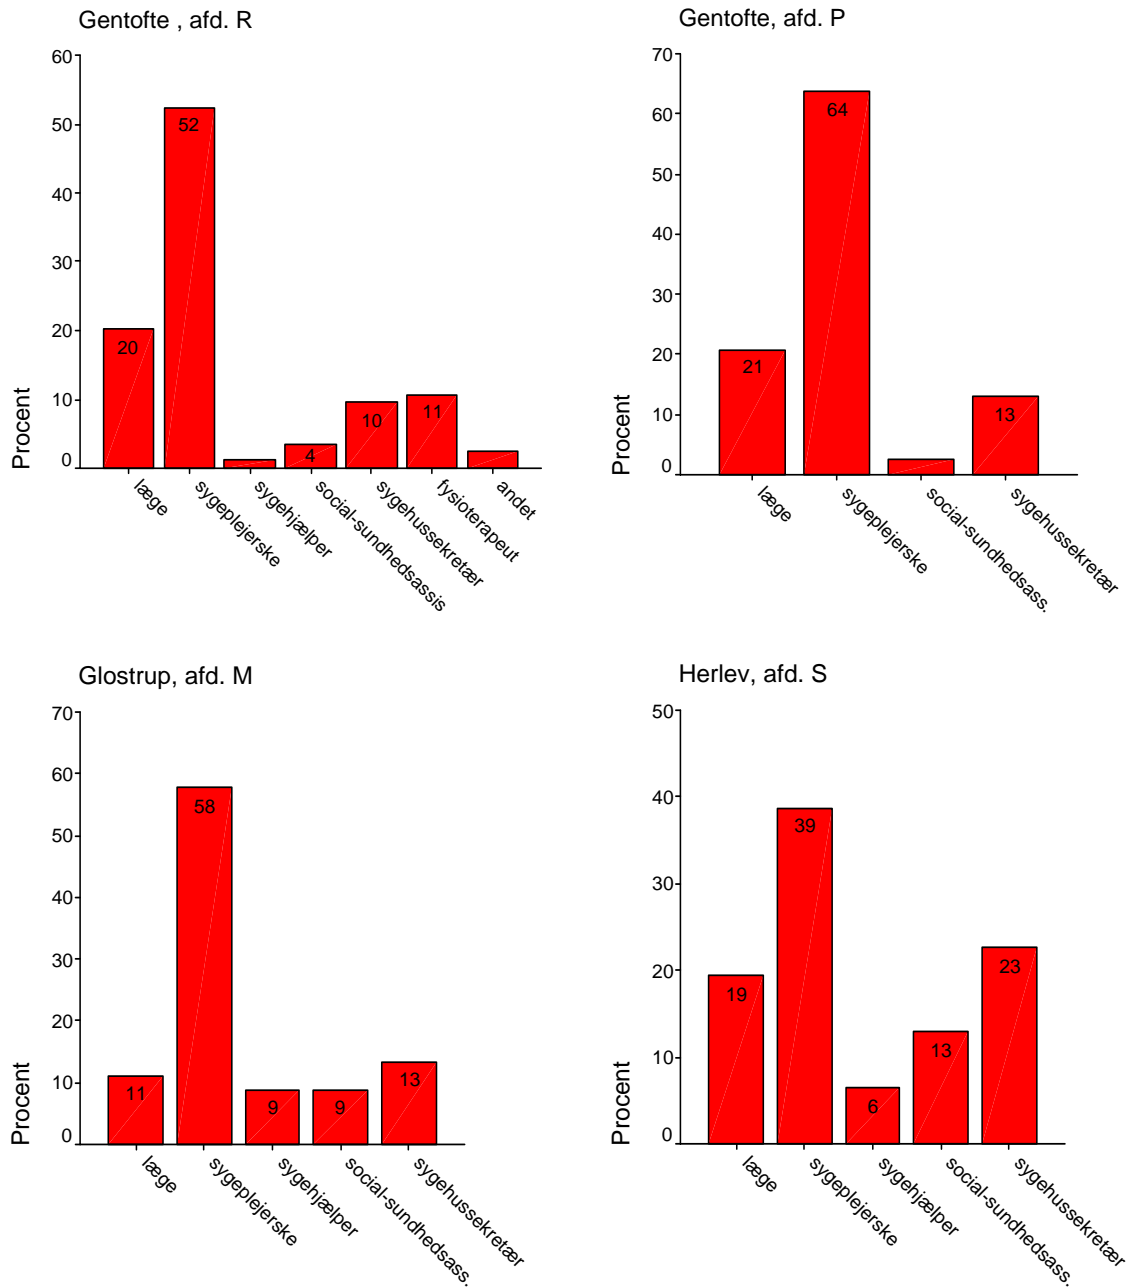 Gentofte , afd. R
60
50
40
30
20
10
0
Procent
20
52
4
10
11
læge
sygeplejerske
sygehjælper
social-sundhedsassis
sygehussekretær
fysioterapeut
andet
Gentofte, afd. P
70
60
50
40
30
20
10
0
Procent
21
64
13
læge
sygeplejerske
social-sundhedsass.
sygehussekretær
Glostrup, afd. M
70
60
50
40
30
20
10
0
Procent
11
58
9
9
13
læge
sygeplejerske
sygehjælper
social-sundhedsass.
sygehussekretær
Herlev, afd. S
50
40
30
20
10
0
Procent
19
39
6
13
23
læge
sygeplejerske
sygehjælper
social-sundhedsass.
sygehussekretær